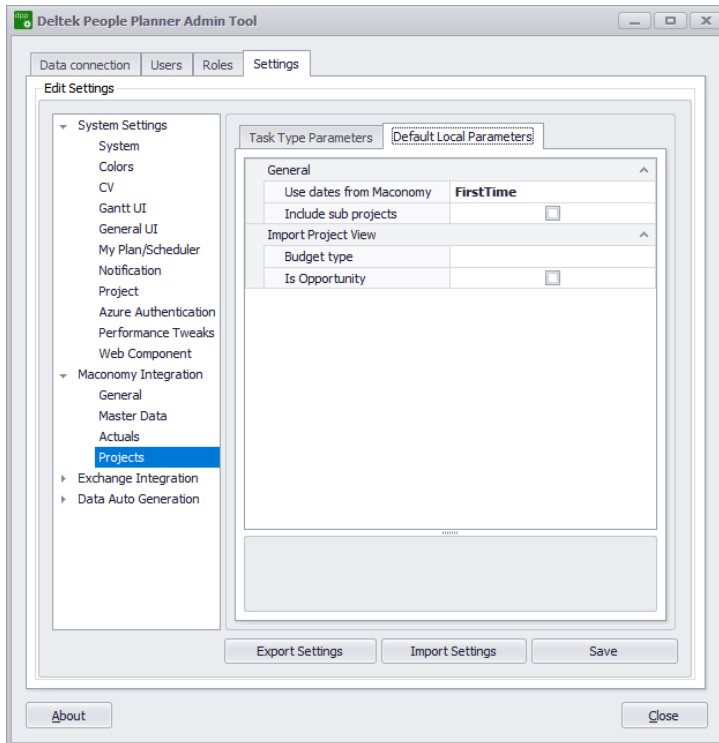 dpp
Deltek People Planner Admin Tool
Data connection Users Roles Settings
Edit Settings
System Settings
System
Colors
CV
Gantt UI
General UI
My Plan/Scheduler
Notification
Project
Azure Authentication
Performance Tweaks
Web Component
Maconomy Integration
General
Master Data
Actuals
Projects
Exchange Integration
Data Auto Generation
Task Type Parameters Default Local Parameters
General
Use dates from Maconomy FirstTime
Include sub projects
Import Project View
Budget type
Is Opportunity
Export Settings Import Settings Save
About Close